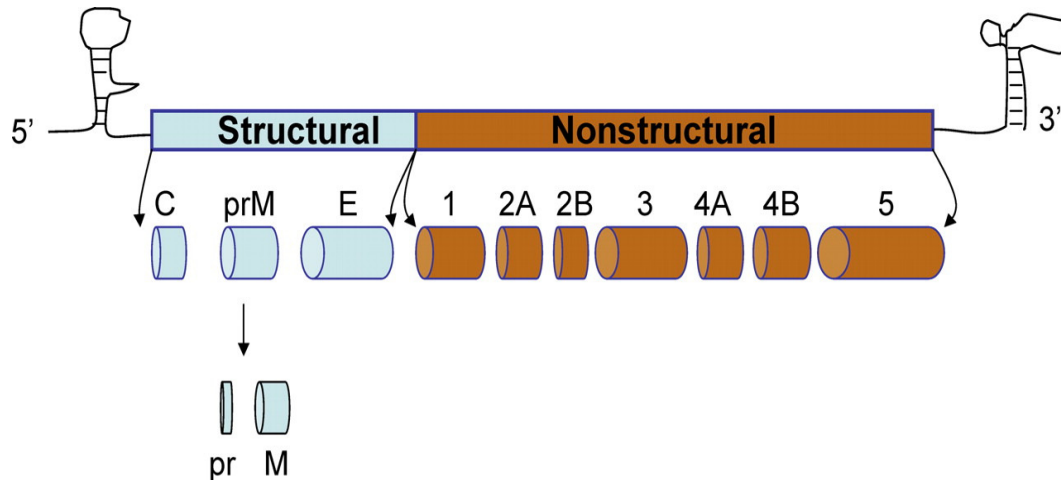 5’ Structural Nonstructural 3’
C prM E 1 2A 2B 3 4A 4B 5
pr M